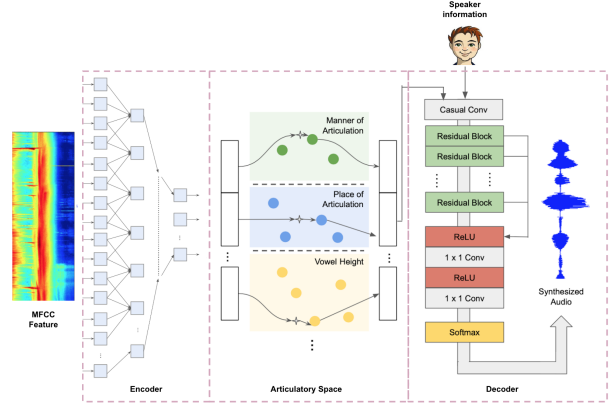 Speaker
information
Manner of
Articulation
Place of
Articulation
Vowel Height
Casual Conv
Residual Block
Residual Block
Residual Block
ReLU
1 x 1 Conv
ReLU
1 x 1 Conv
Softmax
Synthesized
Audio
MFCC
Feature
Encoder
Articulatory Space
Decoder